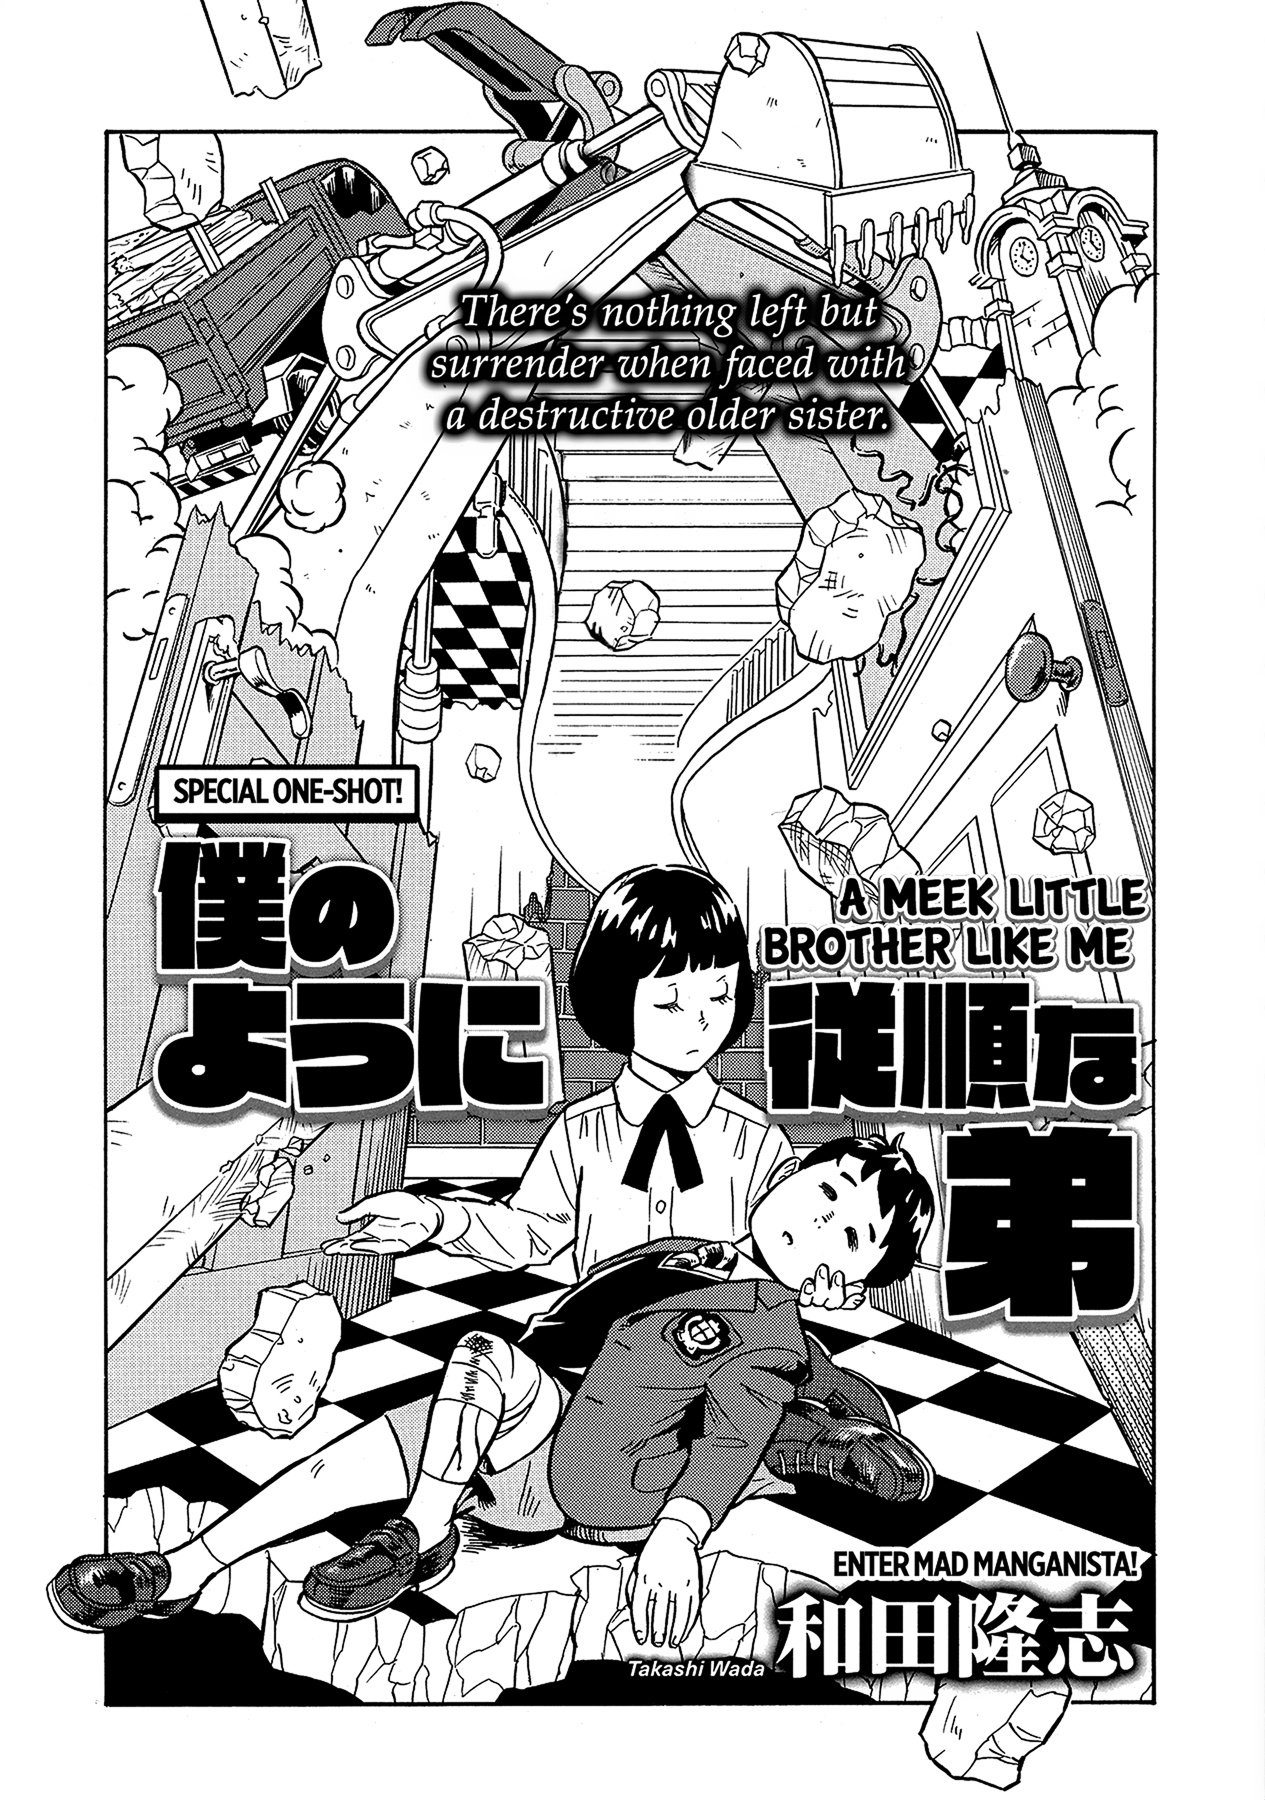 There's nothing left but
surrender when faced with
a destructive older sister.
SPECIAL ONE-SHOT!
僕の
ように
A MEEK LITTLE
BROTHER LIKE ME
従順な
弟
ENTER MAD MANGANISTA!
Takashi Wada
和田隆志